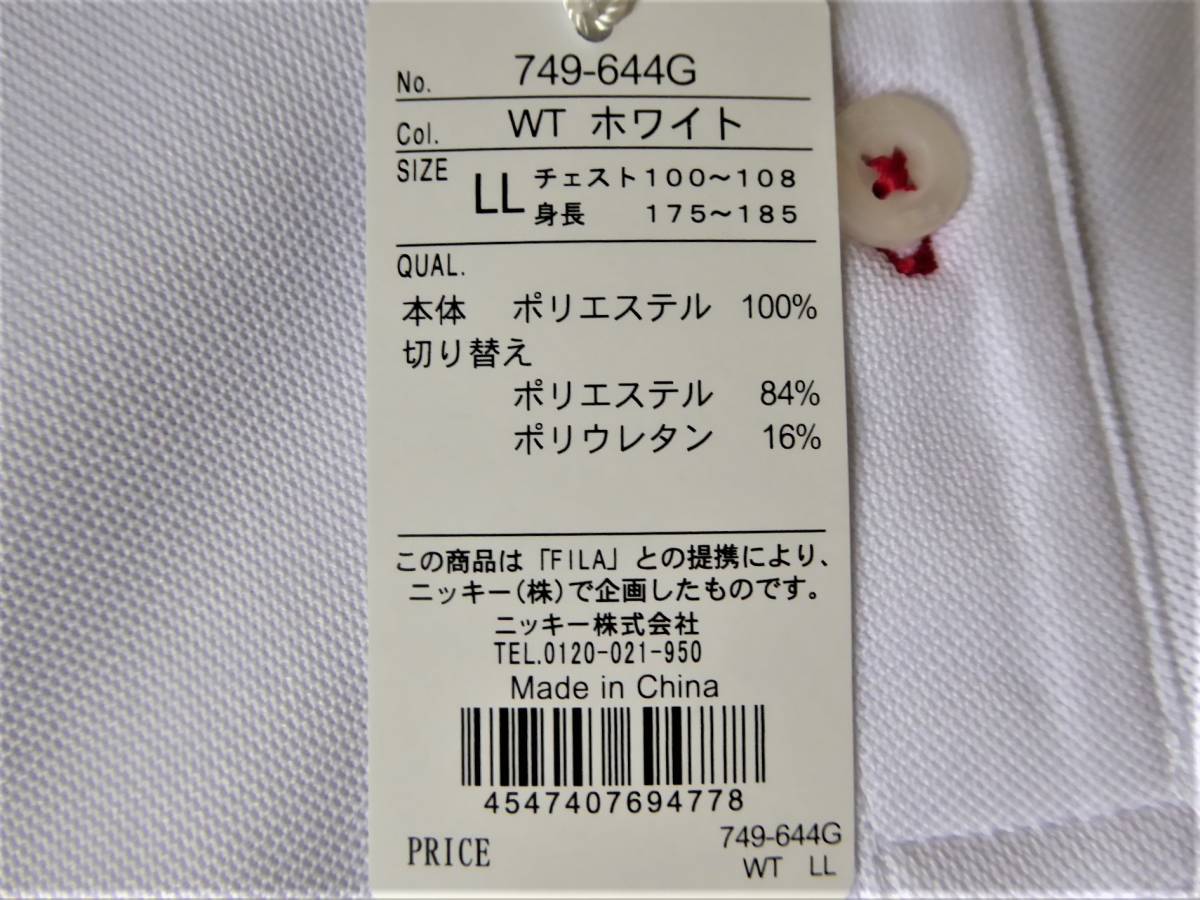 No. 749-644G
Col. WT ホワイト
SIZE LL チェスト100〜108
身長 175〜185
QUAL.
本体 ポリエステル 100%
切り替え
ポリエステル 84%
ポリウレタン 16%
この商品は「FILA」との提携により、
ニッキー(株)で企画したものです。
ニッキー株式会社
TEL.0120-021-950
Made in China
4547407694778
749-644G
PRICE
WT LL